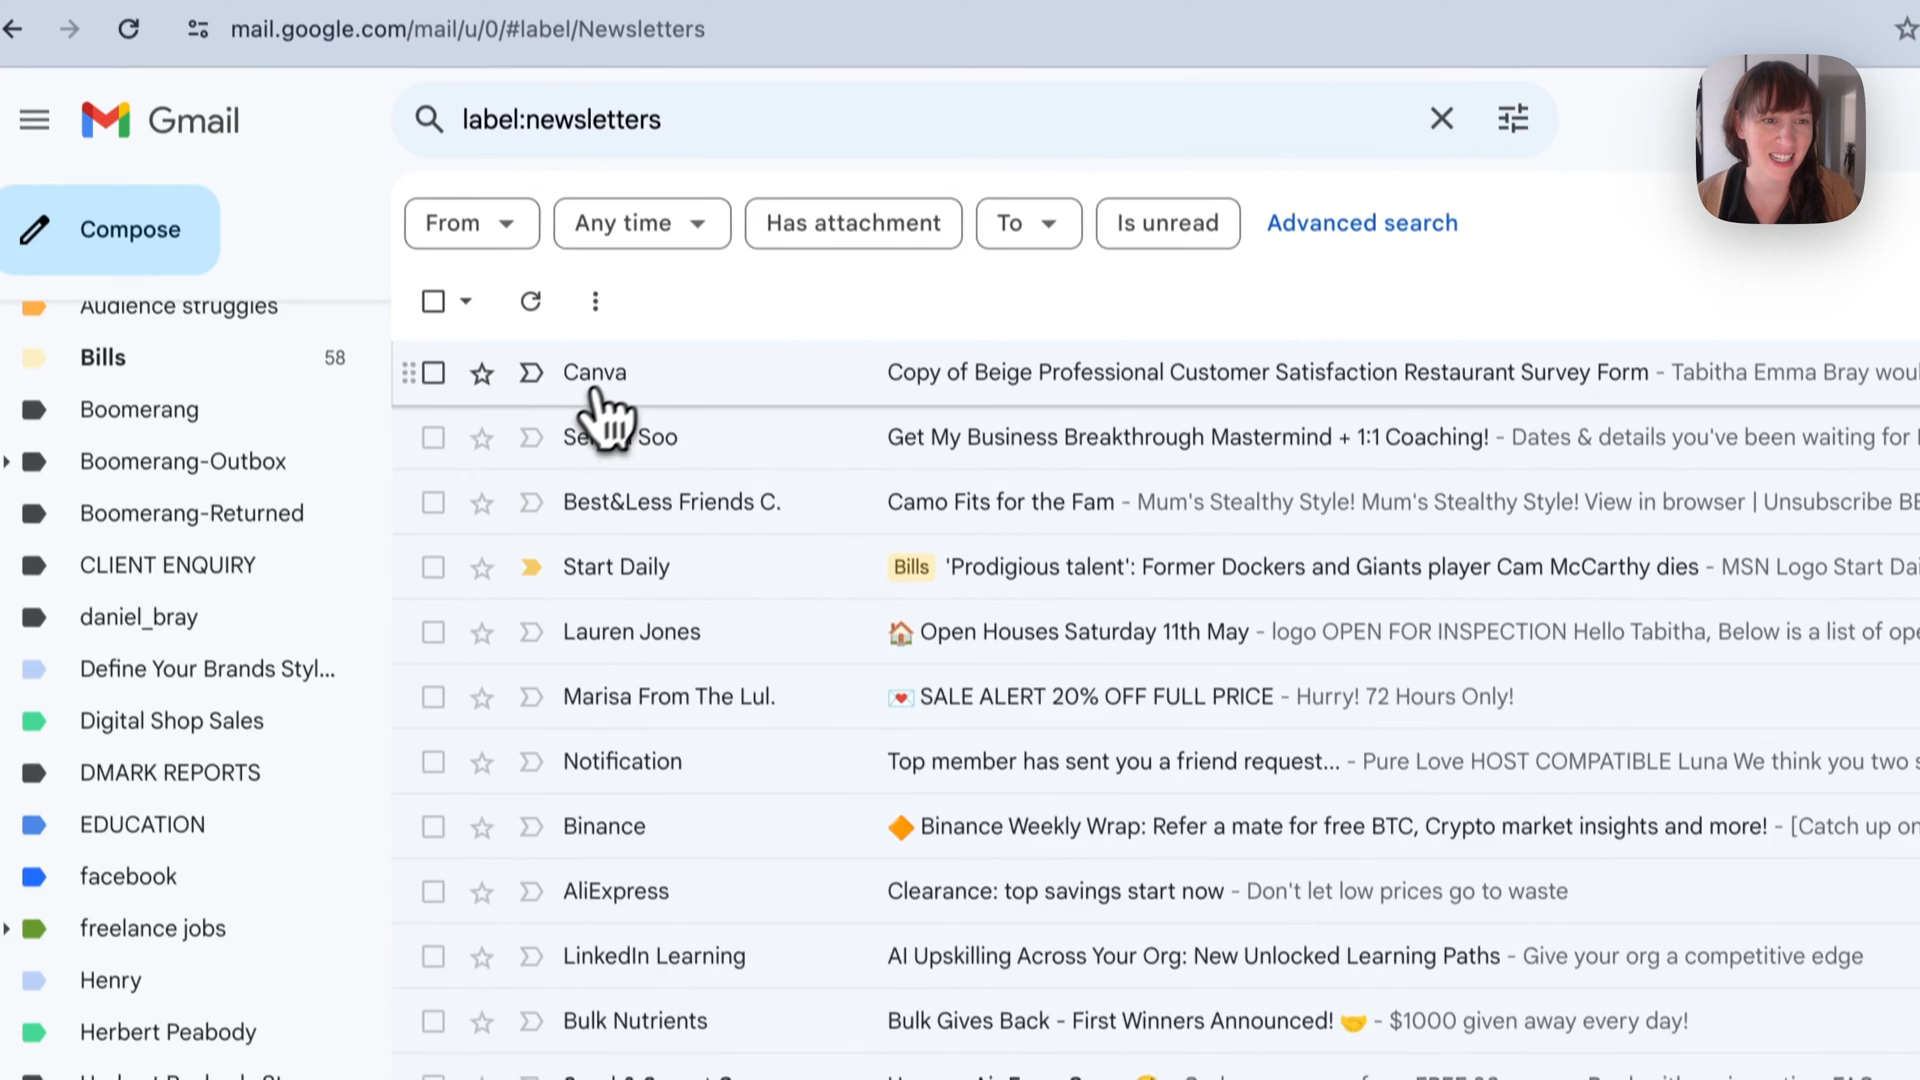 mail.google.com/mail/u/0/#label/Newsletters
Gmail
label:newsletters
Compose
From
Any time
Has attachment
To
Is unread
Advanced search
Audience struggles
Bills 58
Boomerang
Boomerang-Outbox
Boomerang-Returned
CLIENT ENQUIRY
daniel_bray
Define Your Brands Styl...
Digital Shop Sales
DMARK REPORTS
EDUCATION
facebook
freelance jobs
Henry
Herbert Peabody
Canva Copy of Beige Professional Customer Satisfaction Restaurant Survey Form - Tabitha Emma Bray wou
Soo Get My Business Breakthrough Mastermind + 1:1 Coaching! - Dates & details you've been waiting for
Best&Less Friends C. Camo Fits for the Fam - Mum's Stealthy Style! Mum's Stealthy Style! View in browser | Unsubscribe BE
Start Daily Bills 'Prodigious talent': Former Dockers and Giants player Cam McCarthy dies - MSN Logo Start Dai
Lauren Jones 🏠 Open Houses Saturday 11th May - logo OPEN FOR INSPECTION Hello Tabitha, Below is a list of ope
Marisa From The Lul. 💌 SALE ALERT 20% OFF FULL PRICE - Hurry! 72 Hours Only!
Notification Top member has sent you a friend request... - Pure Love HOST COMPATIBLE Luna We think you two s
Binance 🔶 Binance Weekly Wrap: Refer a mate for free BTC, Crypto market insights and more! - [Catch up on
AliExpress Clearance: top savings start now - Don't let low prices go to waste
LinkedIn Learning AI Upskilling Across Your Org: New Unlocked Learning Paths - Give your org a competitive edge
Bulk Nutrients Bulk Gives Back - First Winners Announced! 🤝 - $1000 given away every day!